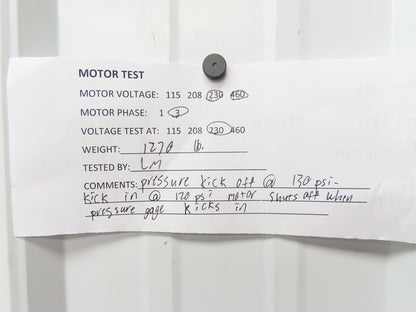 MOTOR TEST
MOTOR VOLTAGE: 115 208 230 460
MOTOR PHASE: 1 3
VOLTAGE TEST AT: 115 208 230 460
WEIGHT: 1270 lb.
TESTED BY: LM
COMMENTS: pressure kick off @ 130 psi-
kick in @ 120 psi motor shuts off when
pressure gage kicks in